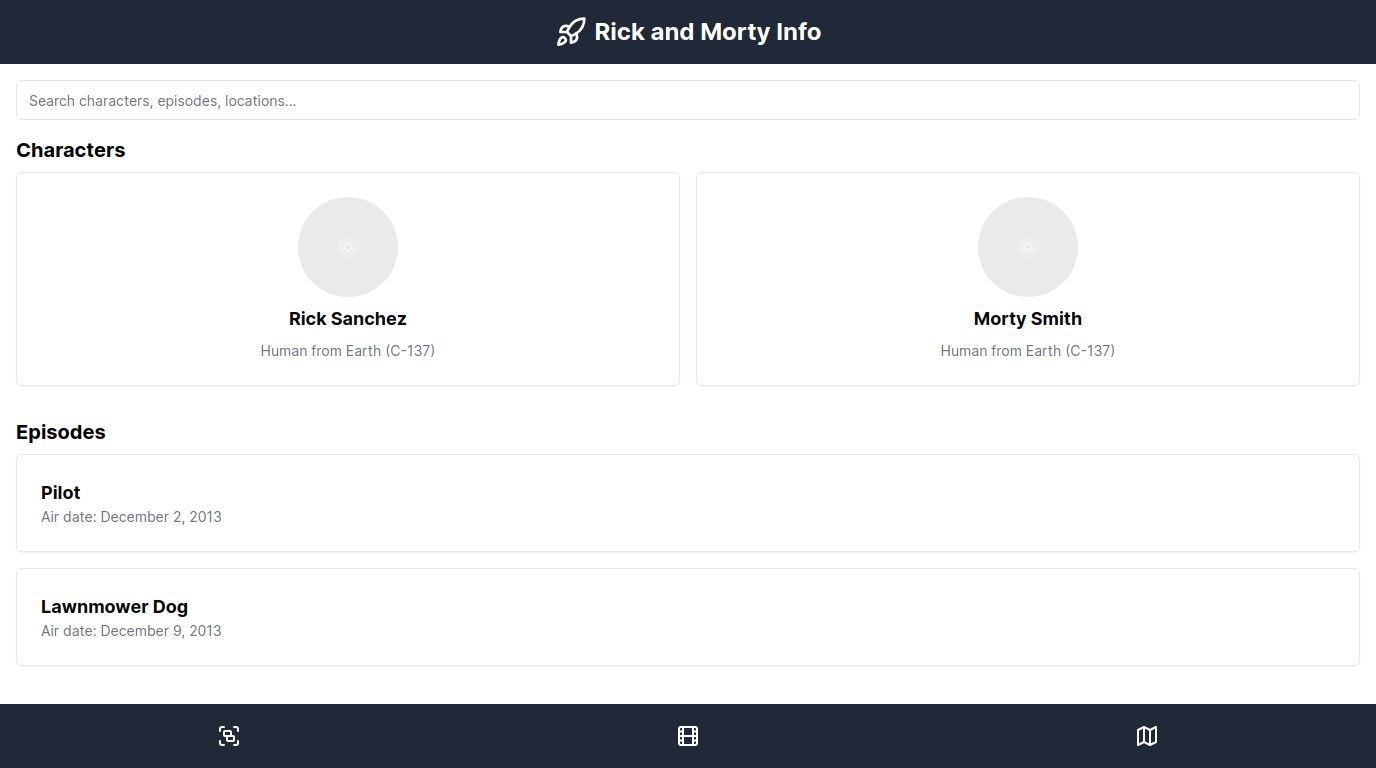 Rick and Morty Info
Search characters, episodes, locations...
Characters
Rick Sanchez
Human from Earth (C-137)
Morty Smith
Human from Earth (C-137)
Episodes
Pilot
Air date: December 2, 2013
Lawnmower Dog
Air date: December 9, 2013